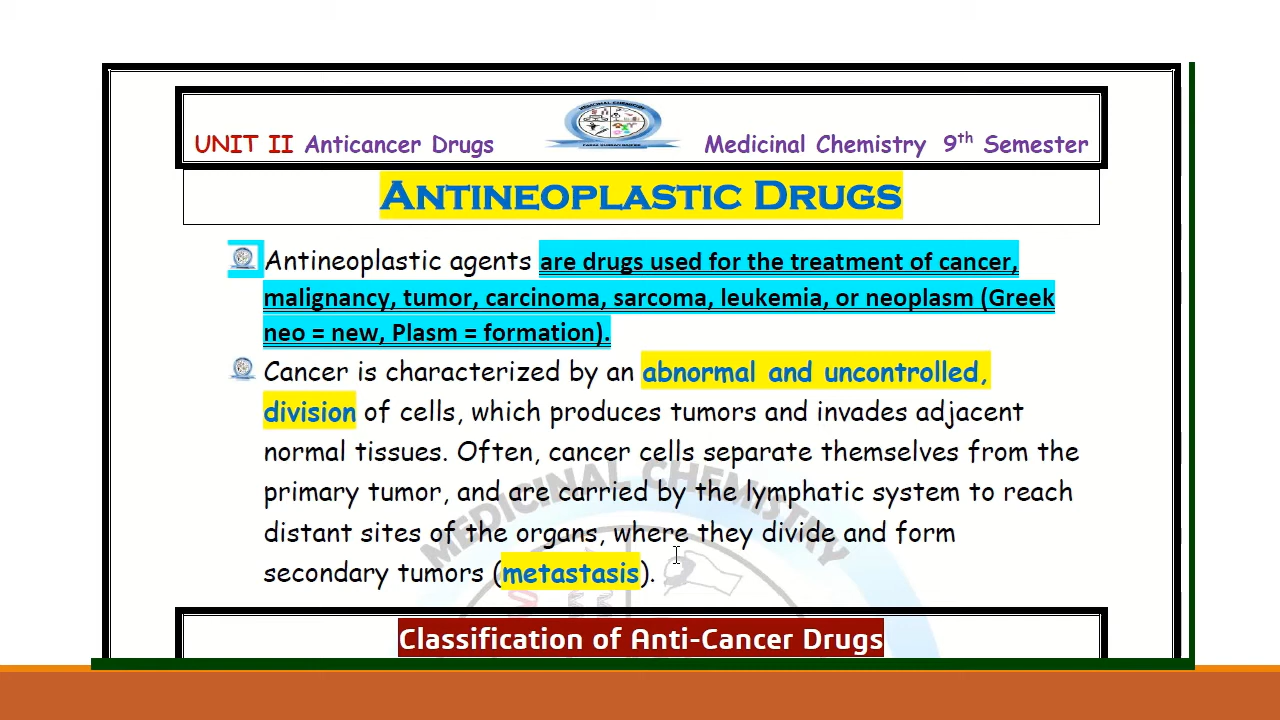 UNIT II Anticancer Drugs
MEDICINAL CHEMISTRY
Medicinal Chemistry 9th Semester
ANTINEOPLASTIC DRUGS
Antineoplastic agents are drugs used for the treatment of cancer,
malignancy, tumor, carcinoma, sarcoma, leukemia, or neoplasm (Greek
neo = new, Plasm = formation).
Cancer is characterized by an abnormal and uncontrolled,
division of cells, which produces tumors and invades adjacent
normal tissues. Often, cancer cells separate themselves from the
primary tumor, and are carried by the lymphatic system to reach
distant sites of the organs, where they divide and form
secondary tumors (metastasis).
MEDICINAL CHEMISTRY
Classification of Anti-Cancer Drugs